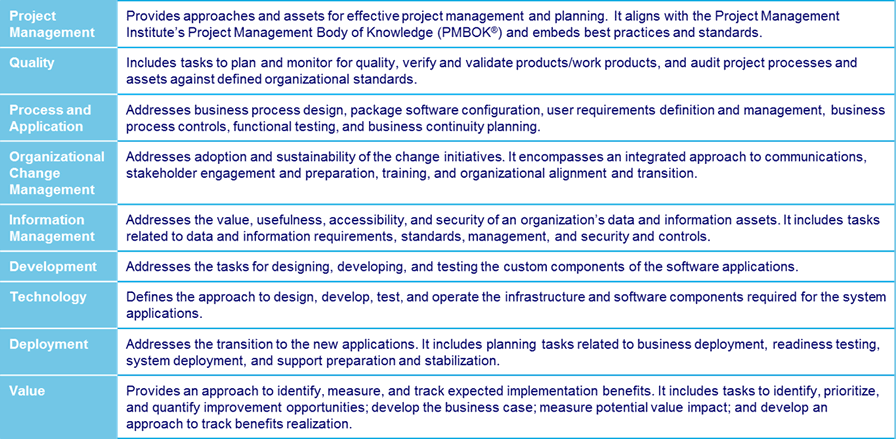 Project
Management
Provides approaches and assets for effective project management and planning.  It aligns with the Project Management
Institute's Project Management Body of Knowledge (PMBOK®) and embeds best practices and standards.
Quality
Includes tasks to plan and monitor for quality, verify and validate products/work products, and audit project processes and
assets against defined organizational standards.
Process and
Application
Addresses business process design, package software configuration, user requirements definition and management, business
process controls, functional testing, and business continuity planning.
Organizational
Change
Management
Addresses adoption and sustainability of the change initiatives. It encompasses an integrated approach to communications,
stakeholder engagement and preparation, training, and organizational alignment and transition.
Information
Management
Addresses the value, usefulness, accessibility, and security of an organization's data and information assets. It includes tasks
related to data and information requirements, standards, management, and security and controls.
Development
Addresses the tasks for designing, developing, and testing the custom components of the software applications.
Technology
Defines the approach to design, develop, test, and operate the infrastructure and software components required for the system
applications.
Deployment
Addresses the transition to the new applications. It includes planning tasks related to business deployment, readiness testing,
system deployment, and support preparation and stabilization.
Value
Provides an approach to identify, measure, and track expected implementation benefits. It includes tasks to identify, prioritize,
and quantify improvement opportunities; develop the business case; measure potential value impact; and develop an
approach to track benefits realization.